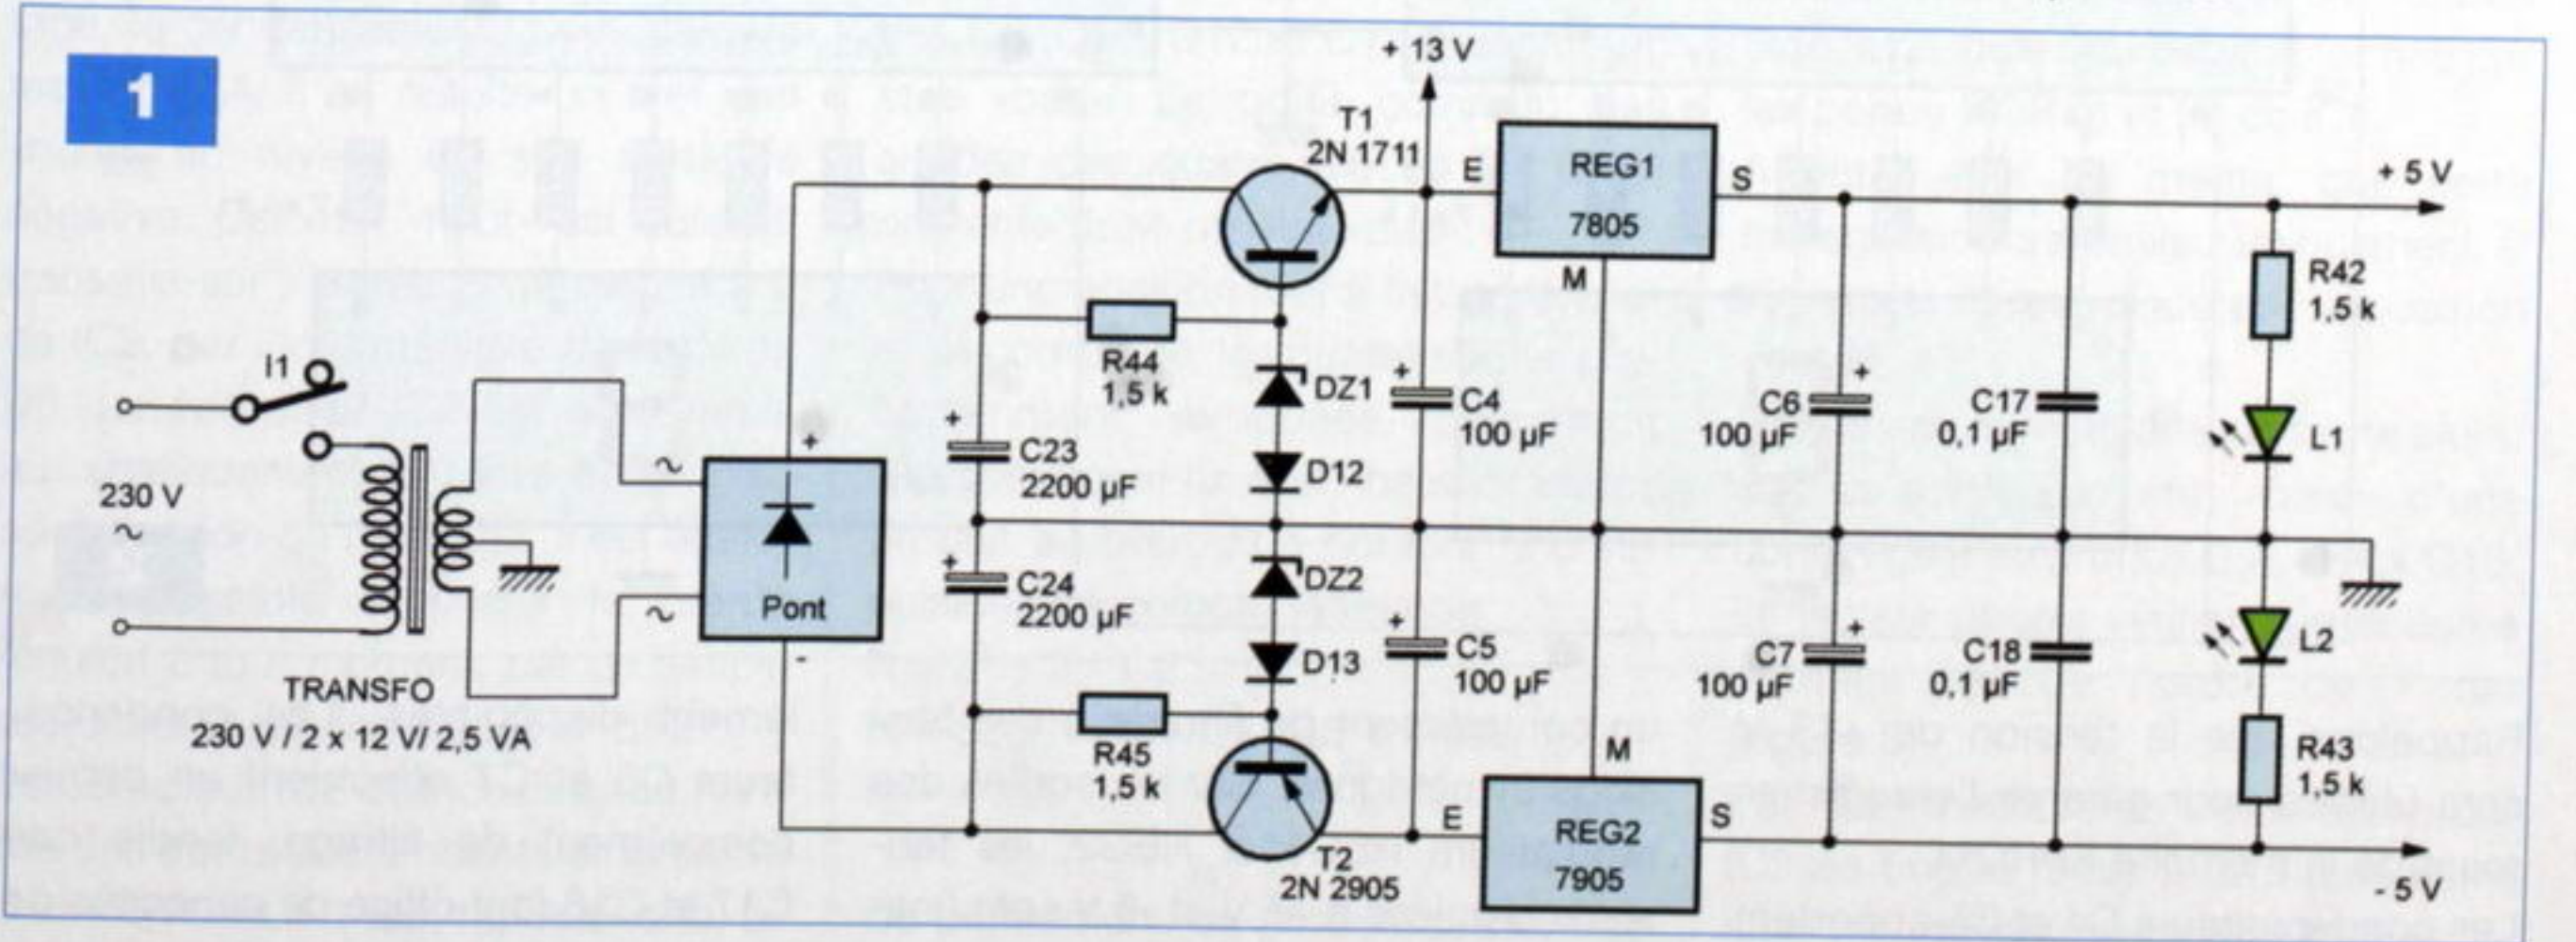 1
+ 13 V
T1
2N 1711
E
REG1
7805
S
M
+ 5 V
R42
1,5 k
I1
R44
1,5 k
DZ1
+
C4
100 µF
C6
+
100 µF
C17
0,1 µF
L1
+
C23
2200 µF
D12
230 V
~
~
+
Pont
-
~
+
C24
2200 µF
DZ2
D13
+
C5
100 µF
C7
+
100 µF
C18
0,1 µF
L2
TRANSFO
230 V / 2 x 12 V/ 2,5 VA
R45
1,5 k
M
R43
1,5 k
T2
2N 2905
E
REG2
7905
S
- 5 V